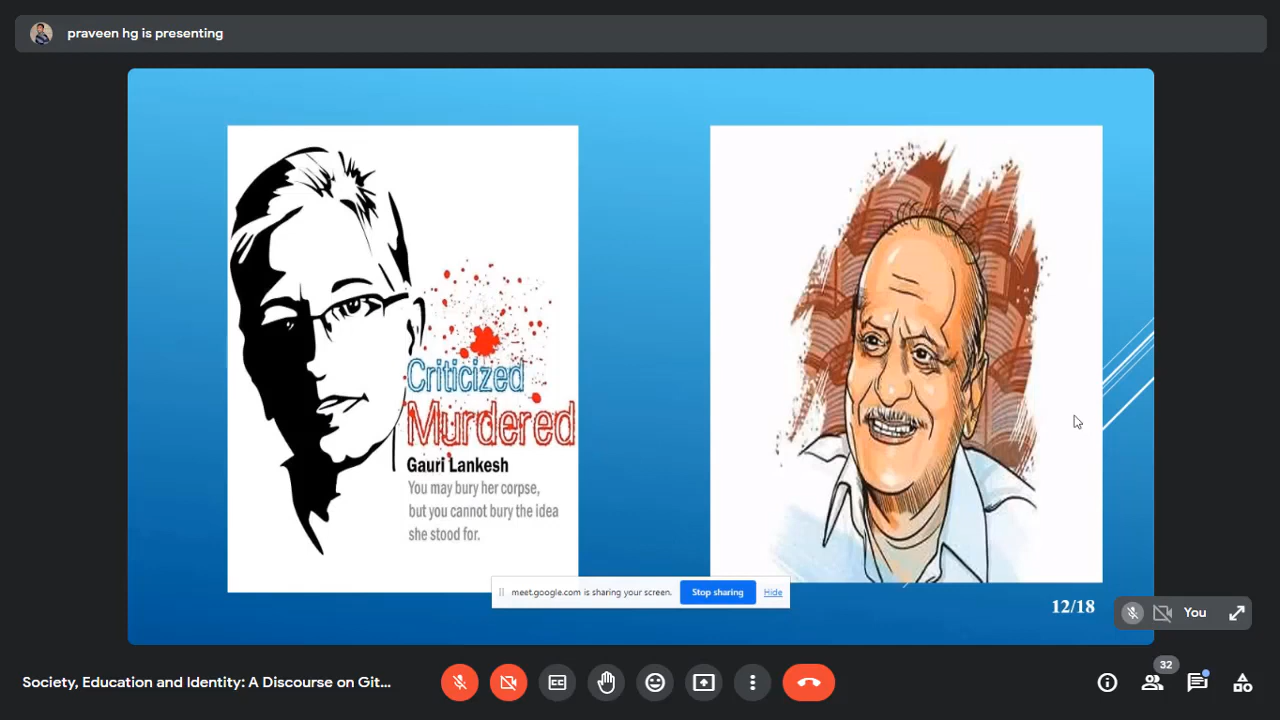 praveen hg is presenting
Criticized
Murdered
Gauri Lankesh
You may bury her corpse,
but you cannot bury the idea
she stood for.
meet.google.com is sharing your screen.
Stop sharing
Hide
12/18
You
Society, Education and Identity: A Discourse on Git...
32